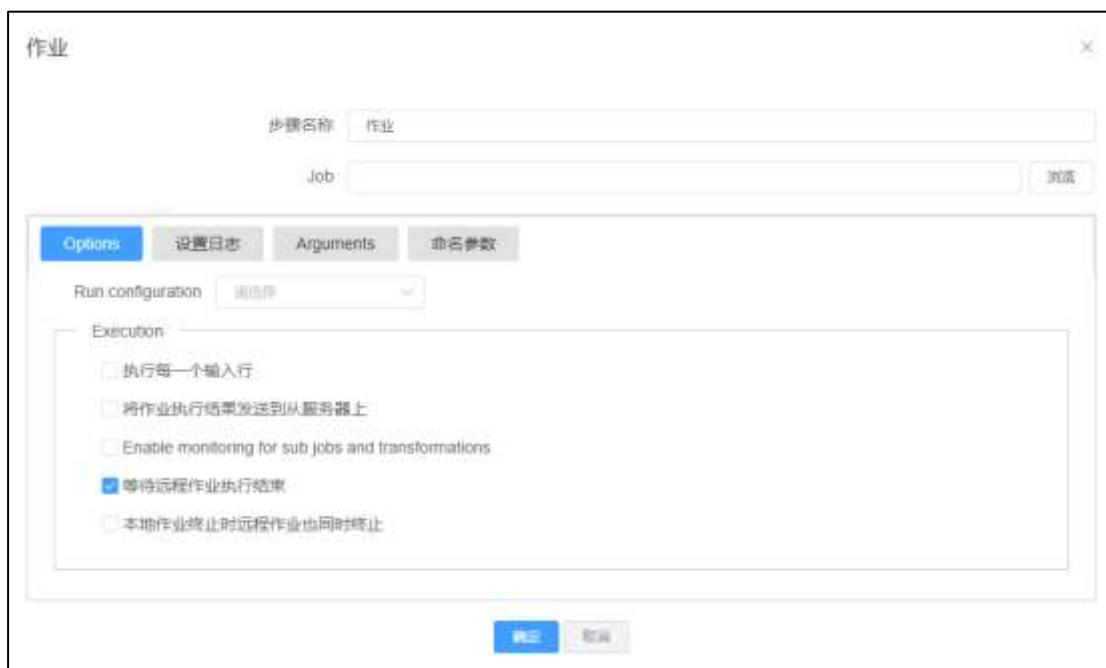 作业
步骤名称 作业
Job 浏览
Options 设置日志 Arguments 命名参数
Run configuration 请选择
Execution
执行每一个输入行
将作业执行结果发送到从服务器上
Enable monitoring for sub jobs and transformations
等待远程作业执行结束
本地作业终止时远程作业也同时终止
确定 取消